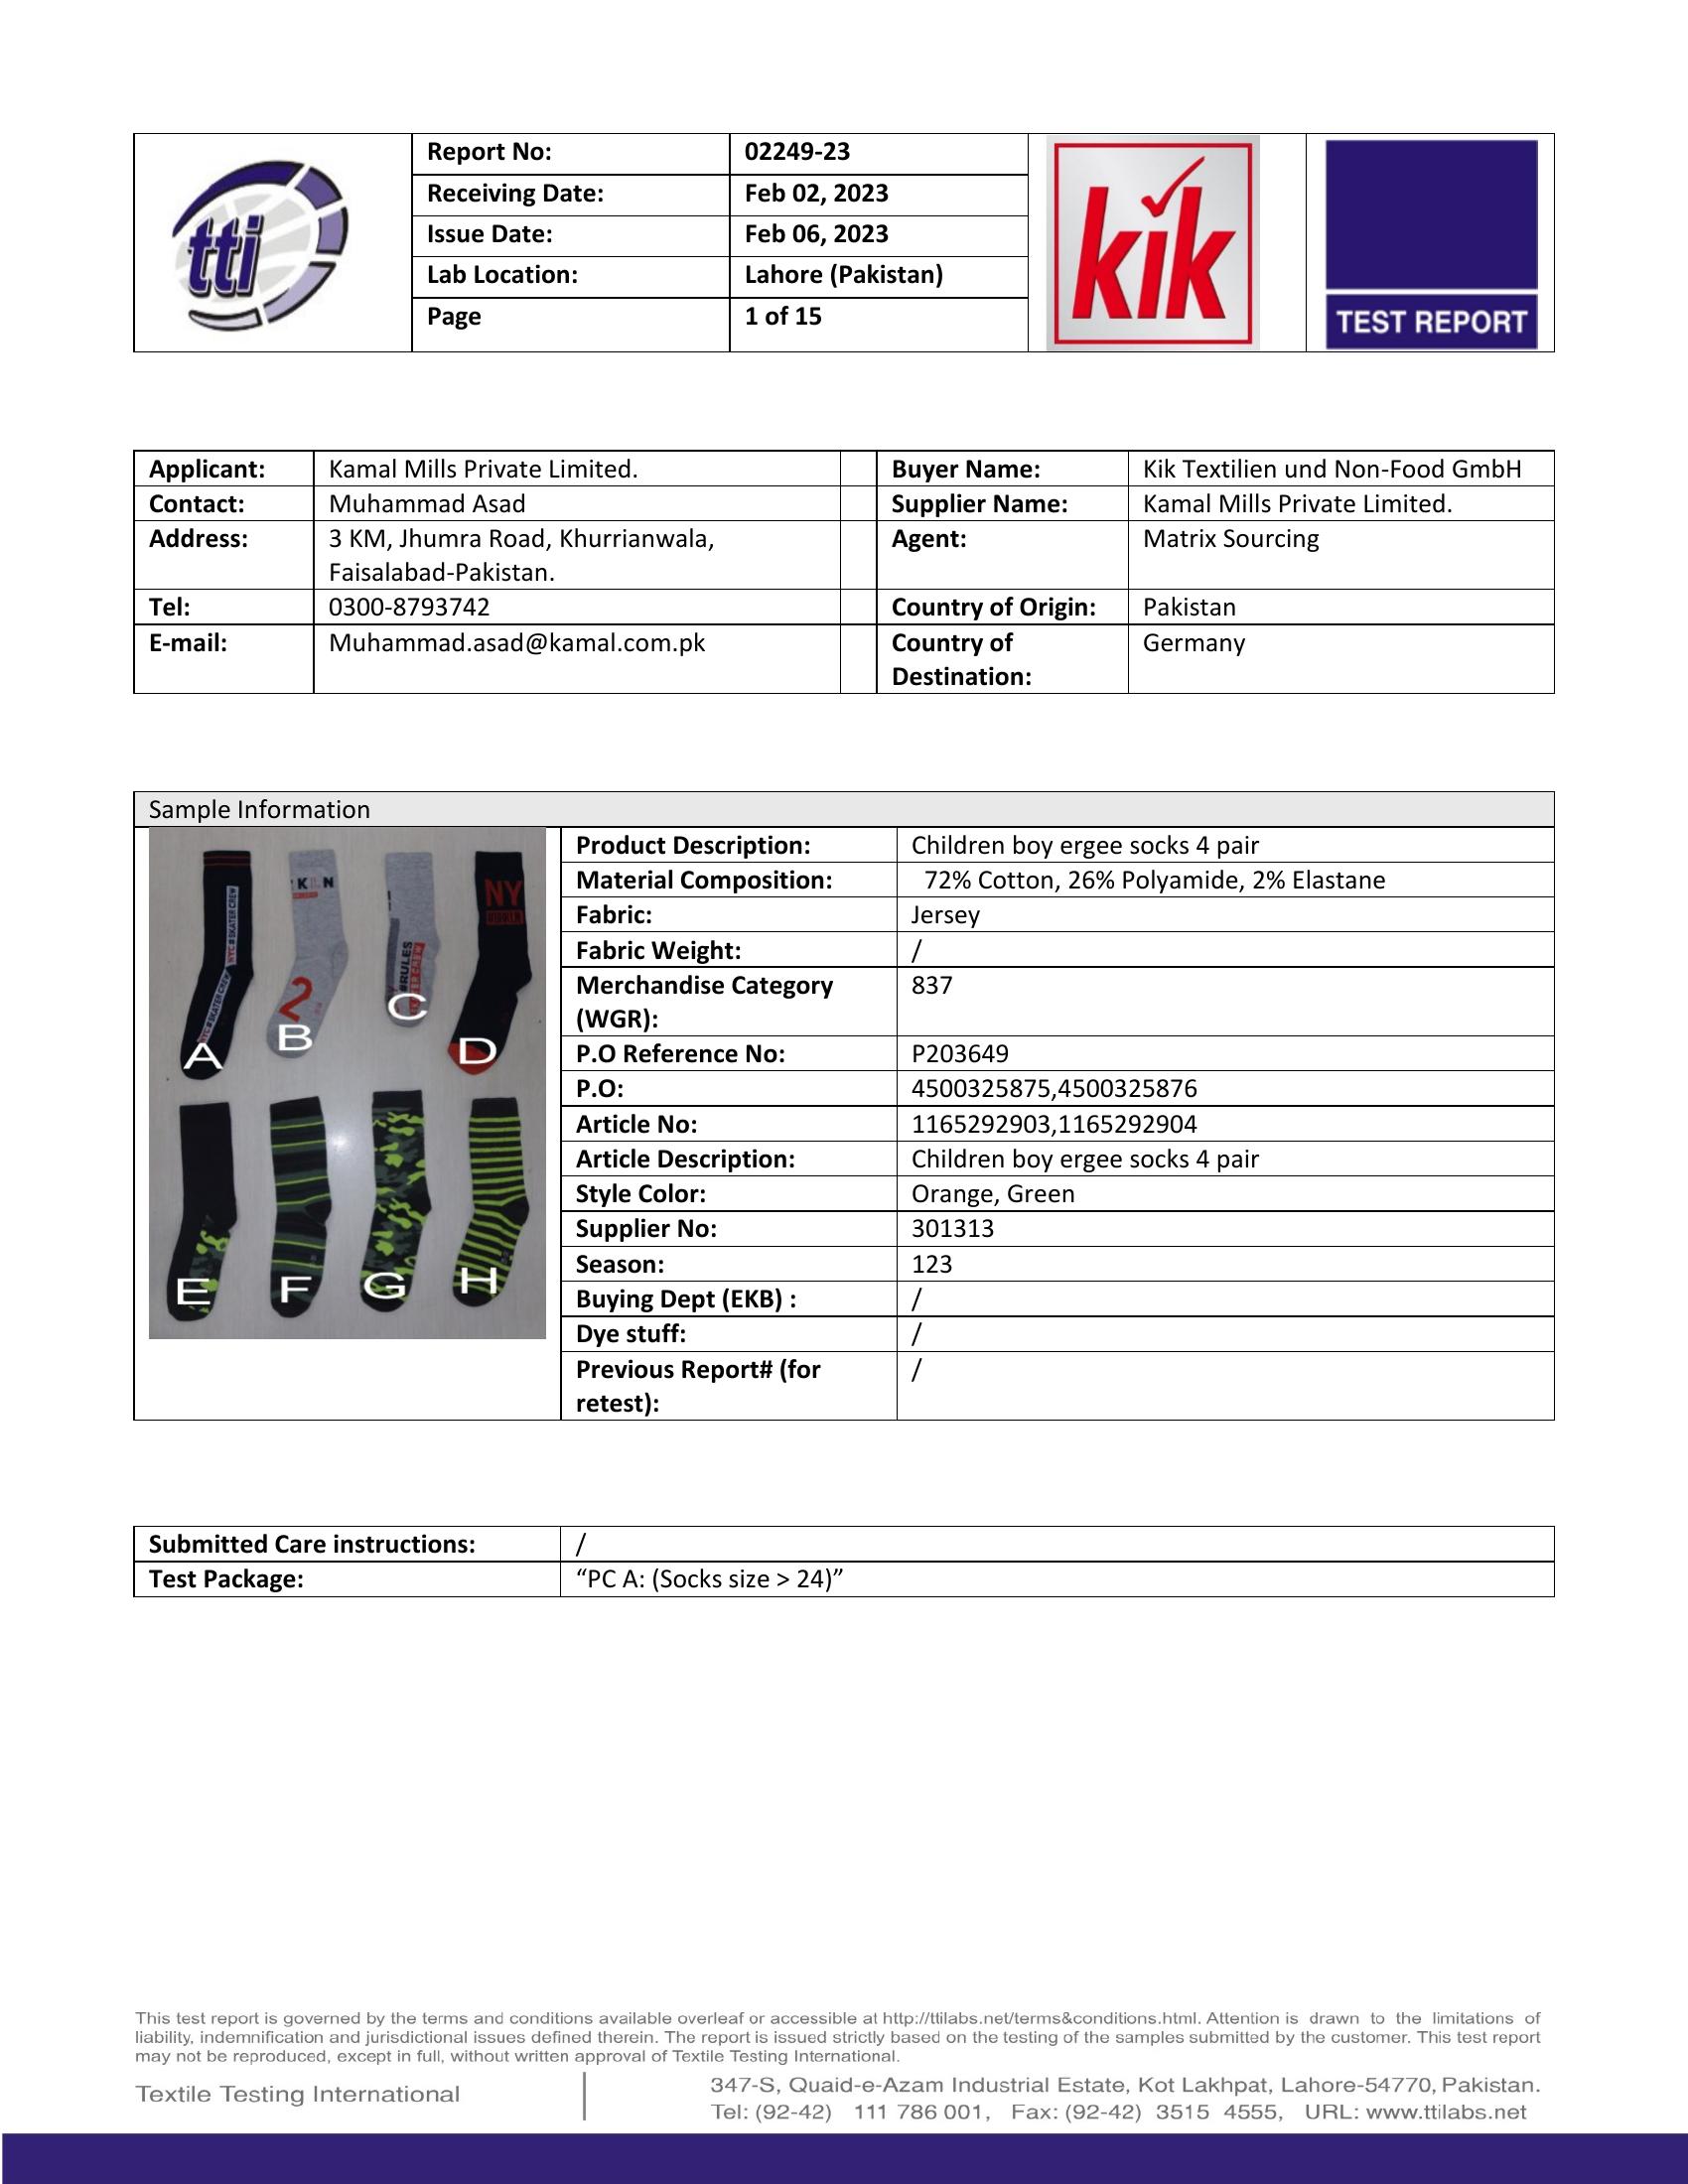 tti
Report No: 02249-23
Receiving Date: Feb 02, 2023
Issue Date: Feb 06, 2023
Lab Location: Lahore (Pakistan)
Page 1 of 15
kik
TEST REPORT
Applicant: Kamal Mills Private Limited. Buyer Name: Kik Textilien und Non-Food GmbH
Contact: Muhammad Asad Supplier Name: Kamal Mills Private Limited.
Address: 3 KM, Jhumra Road, Khurrianwala, Agent: Matrix Sourcing
Faisalabad-Pakistan.
Tel: 0300-8793742 Country of Origin: Pakistan
E-mail: Muhammad.asad@kamal.com.pk Country of Germany
Destination:
Sample Information
NYC #SKATER CREW
NYC #SKATER CREW
2
#RULES
NY
A
B
C
D
E
F
G
H
Product Description: Children boy ergee socks 4 pair
Material Composition: 72% Cotton, 26% Polyamide, 2% Elastane
Fabric: Jersey
Fabric Weight: /
Merchandise Category 837
(WGR):
P.O Reference No: P203649
P.O: 4500325875,4500325876
Article No: 1165292903,1165292904
Article Description: Children boy ergee socks 4 pair
Style Color: Orange, Green
Supplier No: 301313
Season: 123
Buying Dept (EKB) : /
Dye stuff: /
Previous Report# (for /
retest):
Submitted Care instructions: /
Test Package: “PC A: (Socks size > 24)”
This test report is governed by the terms and conditions available overleaf or accessible at http://ttilabs.net/terms&conditions.html. Attention is drawn to the limitations of
liability, indemnification and jurisdictional issues defined therein. The report is issued strictly based on the testing of the samples submitted by the customer. This test report
may not be reproduced, except in full, without written approval of Textile Testing International.
Textile Testing International
347-S, Quaid-e-Azam Industrial Estate, Kot Lakhpat, Lahore-54770, Pakistan.
Tel: (92-42) 111 786 001, Fax: (92-42) 3515 4555, URL: www.ttilabs.net